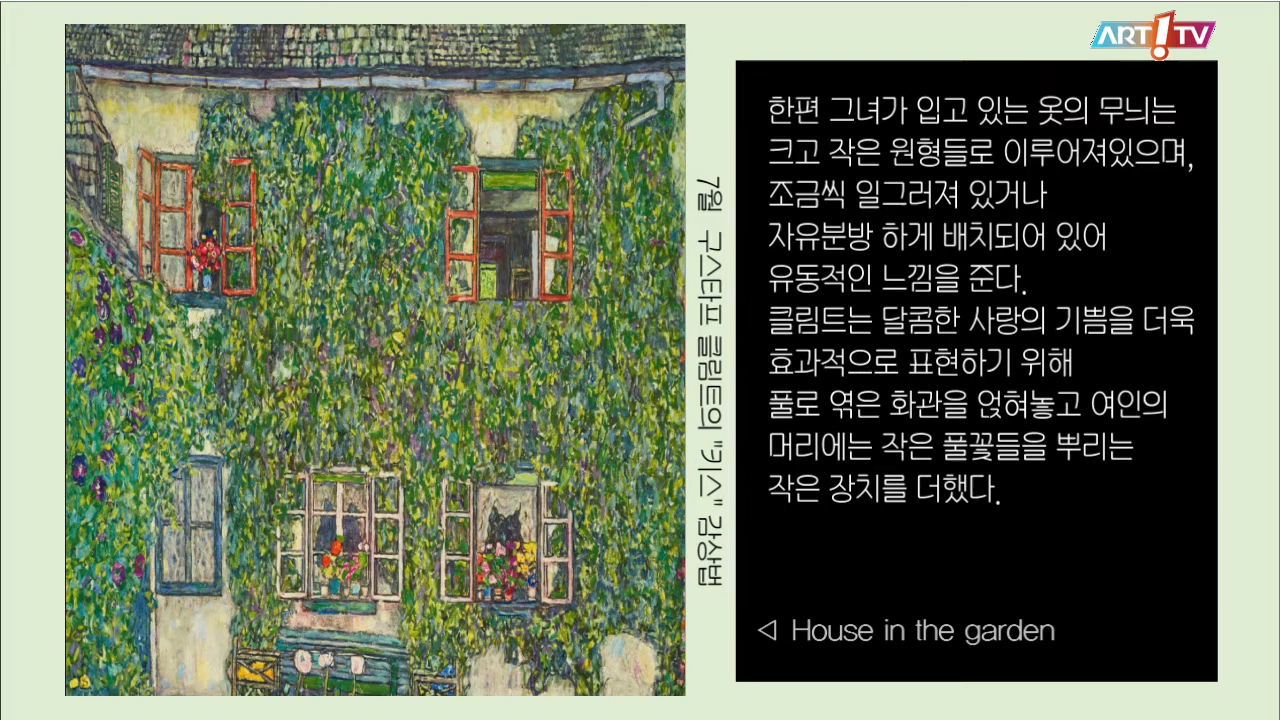 ART!TV
7월 구스타프 클림트의 "키스" 감상법
한편 그녀가 입고 있는 옷의 무늬는
크고 작은 원형들로 이루어져있으며,
조금씩 일그러져 있거나
자유분방 하게 배치되어 있어
유동적인 느낌을 준다.
클림트는 달콤한 사랑의 기쁨을 더욱
효과적으로 표현하기 위해
풀로 엮은 화관을 얹혀놓고 여인의
머리에는 작은 풀꽃들을 뿌리는
작은 장치를 더했다.
◁ House in the garden